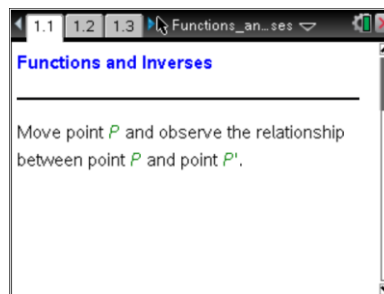 1.1 1.2 1.3 Functions_an...ses
Functions and Inverses
Move point P and observe the relationship
between point P and point P'.